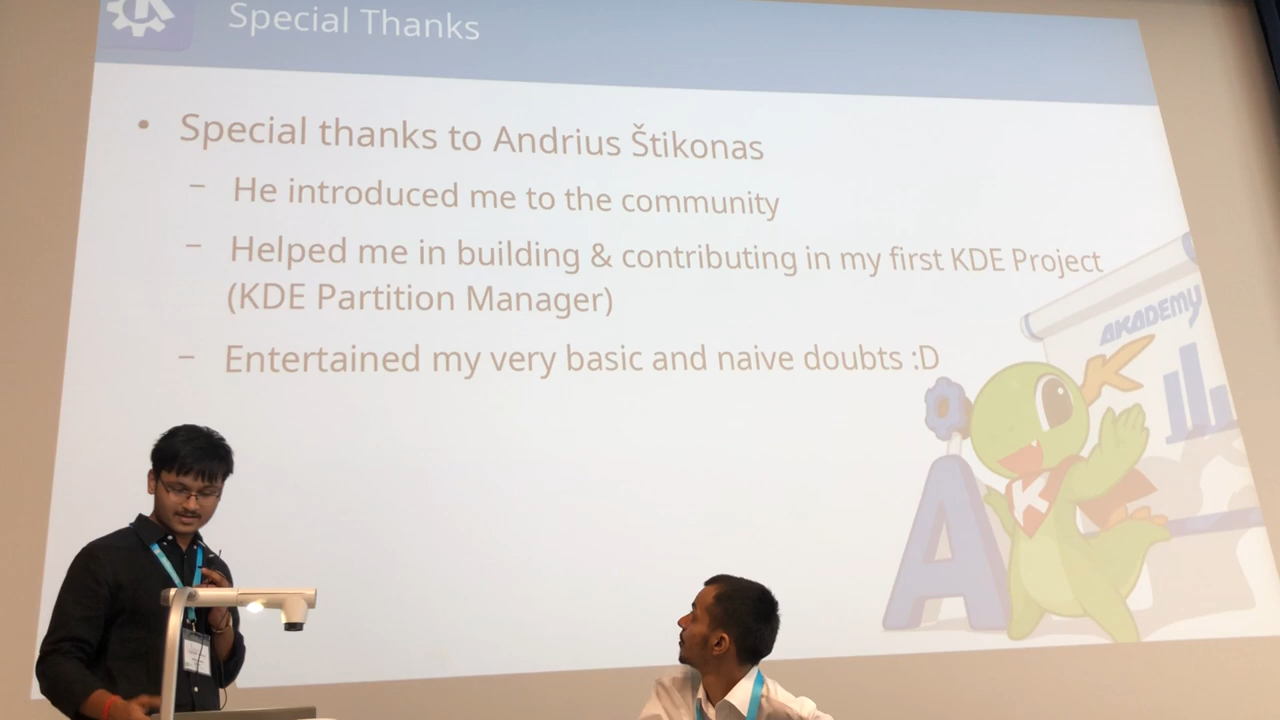 Special Thanks
• Special thanks to Andrius Štikonas
– He introduced me to the community
– Helped me in building & contributing in my first KDE Project
(KDE Partition Manager)
– Entertained my very basic and naive doubts :D
AKADEMY
K
A
K